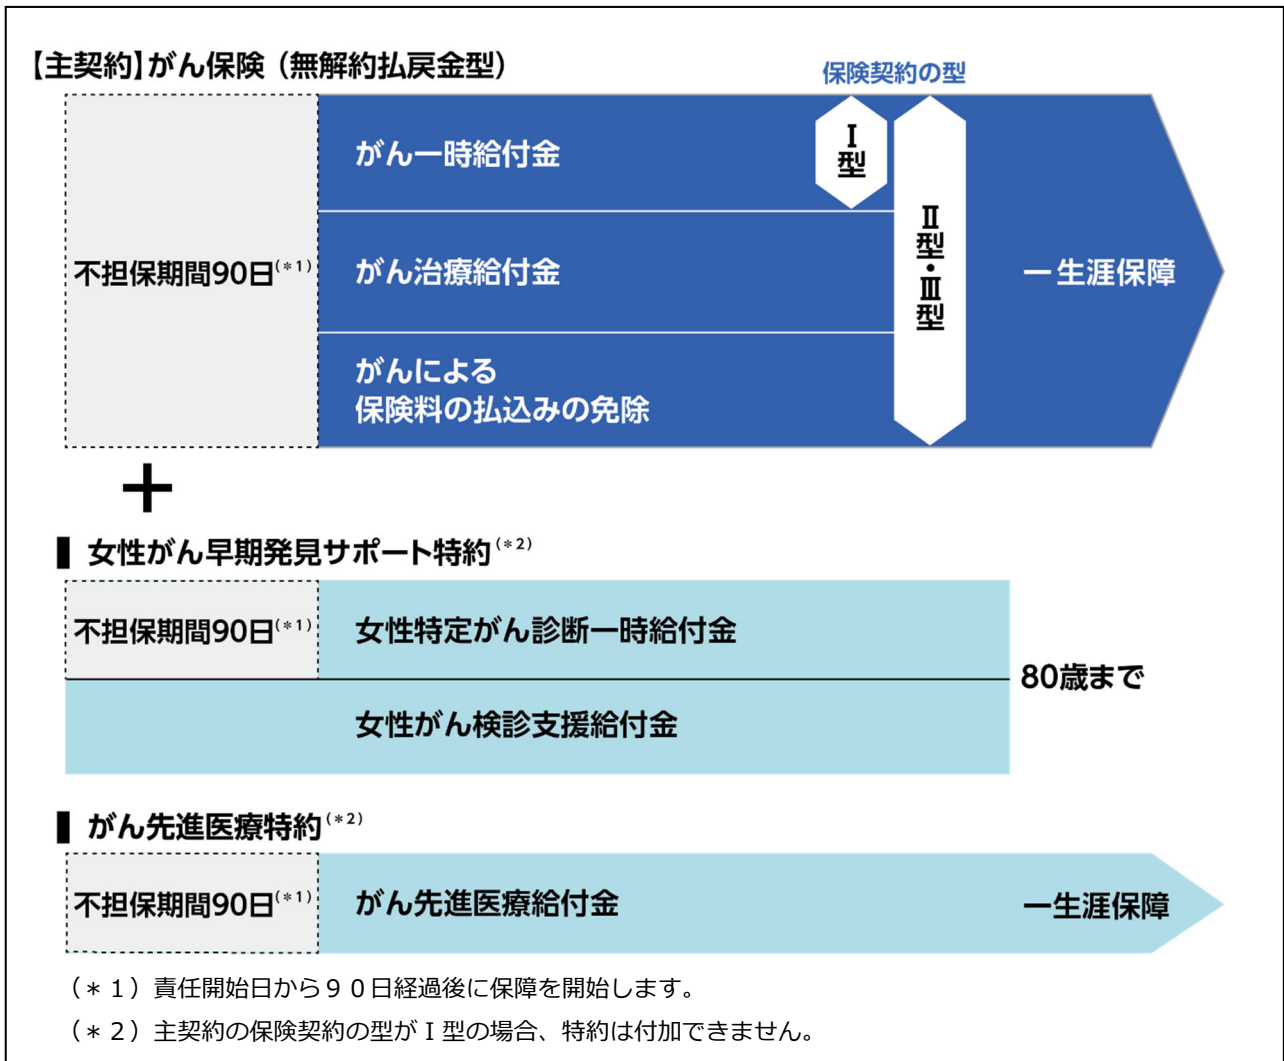 【主契約】がん保険（無解約払戻金型）
保険契約の型
がん一時給付金
Ⅰ型
不担保期間90日(*1)
がん治療給付金
Ⅱ型・Ⅲ型
一生涯保障
がんによる
保険料の払込みの免除
＋
女性がん早期発見サポート特約(*2)
不担保期間90日(*1)
女性特定がん診断一時給付金
80歳まで
女性がん検診支援給付金
がん先進医療特約(*2)
不担保期間90日(*1)
がん先進医療給付金
一生涯保障
（＊１）責任開始日から９０日経過後に保障を開始します。
（＊２）主契約の保険契約の型がⅠ型の場合、特約は付加できません。